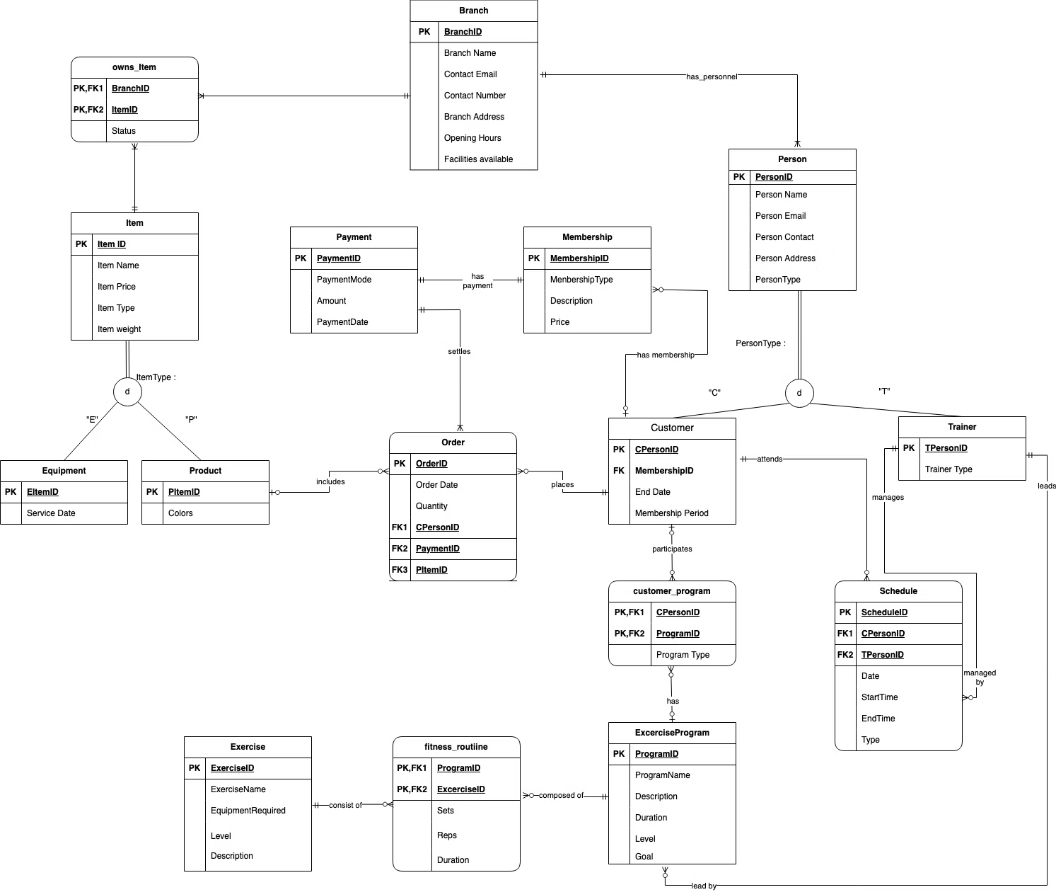 Branch
PK BranchID
Branch Name
Contact Email
Contact Number
Branch Address
Opening Hours
Facilities available
owns_Item
PK,FK1 BranchID
PK,FK2 ItemID
Status
has_personnel
Person
PK PersonID
Person Name
Person Email
Person Contact
Person Address
PersonType
Item
PK Item ID
Item Name
Item Price
Item Type
Item weight
Payment
PK PaymentID
PaymentMode
Amount
PaymentDate
has
payment
Membership
PK MembershipID
MenbershipType
Description
Price
settles
has membership
PersonType :
"C"
d
"T"
ItemType :
d
"E"
"P"
Equipment
PK EItemID
Service Date
Product
PK PItemID
Colors
includes
Order
PK OrderID
Order Date
Quantity
FK1 CPersonID
FK2 PaymentID
FK3 PItemID
places
Customer
PK CPersonID
FK MembershipID
End Date
Membership Period
attends
Trainer
PK TPersonID
Trainer Type
manages
leads
participates
customer_program
PK,FK1 CPersonID
PK,FK2 ProgramID
Program Type
Schedule
PK ScheduleID
FK1 CPersonID
FK2 TPersonID
Date
StartTime
EndTime
Type
managed
by
has
Exercise
PK ExerciseID
ExerciseName
EquipmentRequired
Level
Description
consist of
fitness_routiine
PK,FK1 ProgramID
PK,FK2 ExcerciseID
Sets
Reps
Duration
composed of
ExcerciseProgram
PK ProgramID
ProgramName
Description
Duration
Level
Goal
lead by